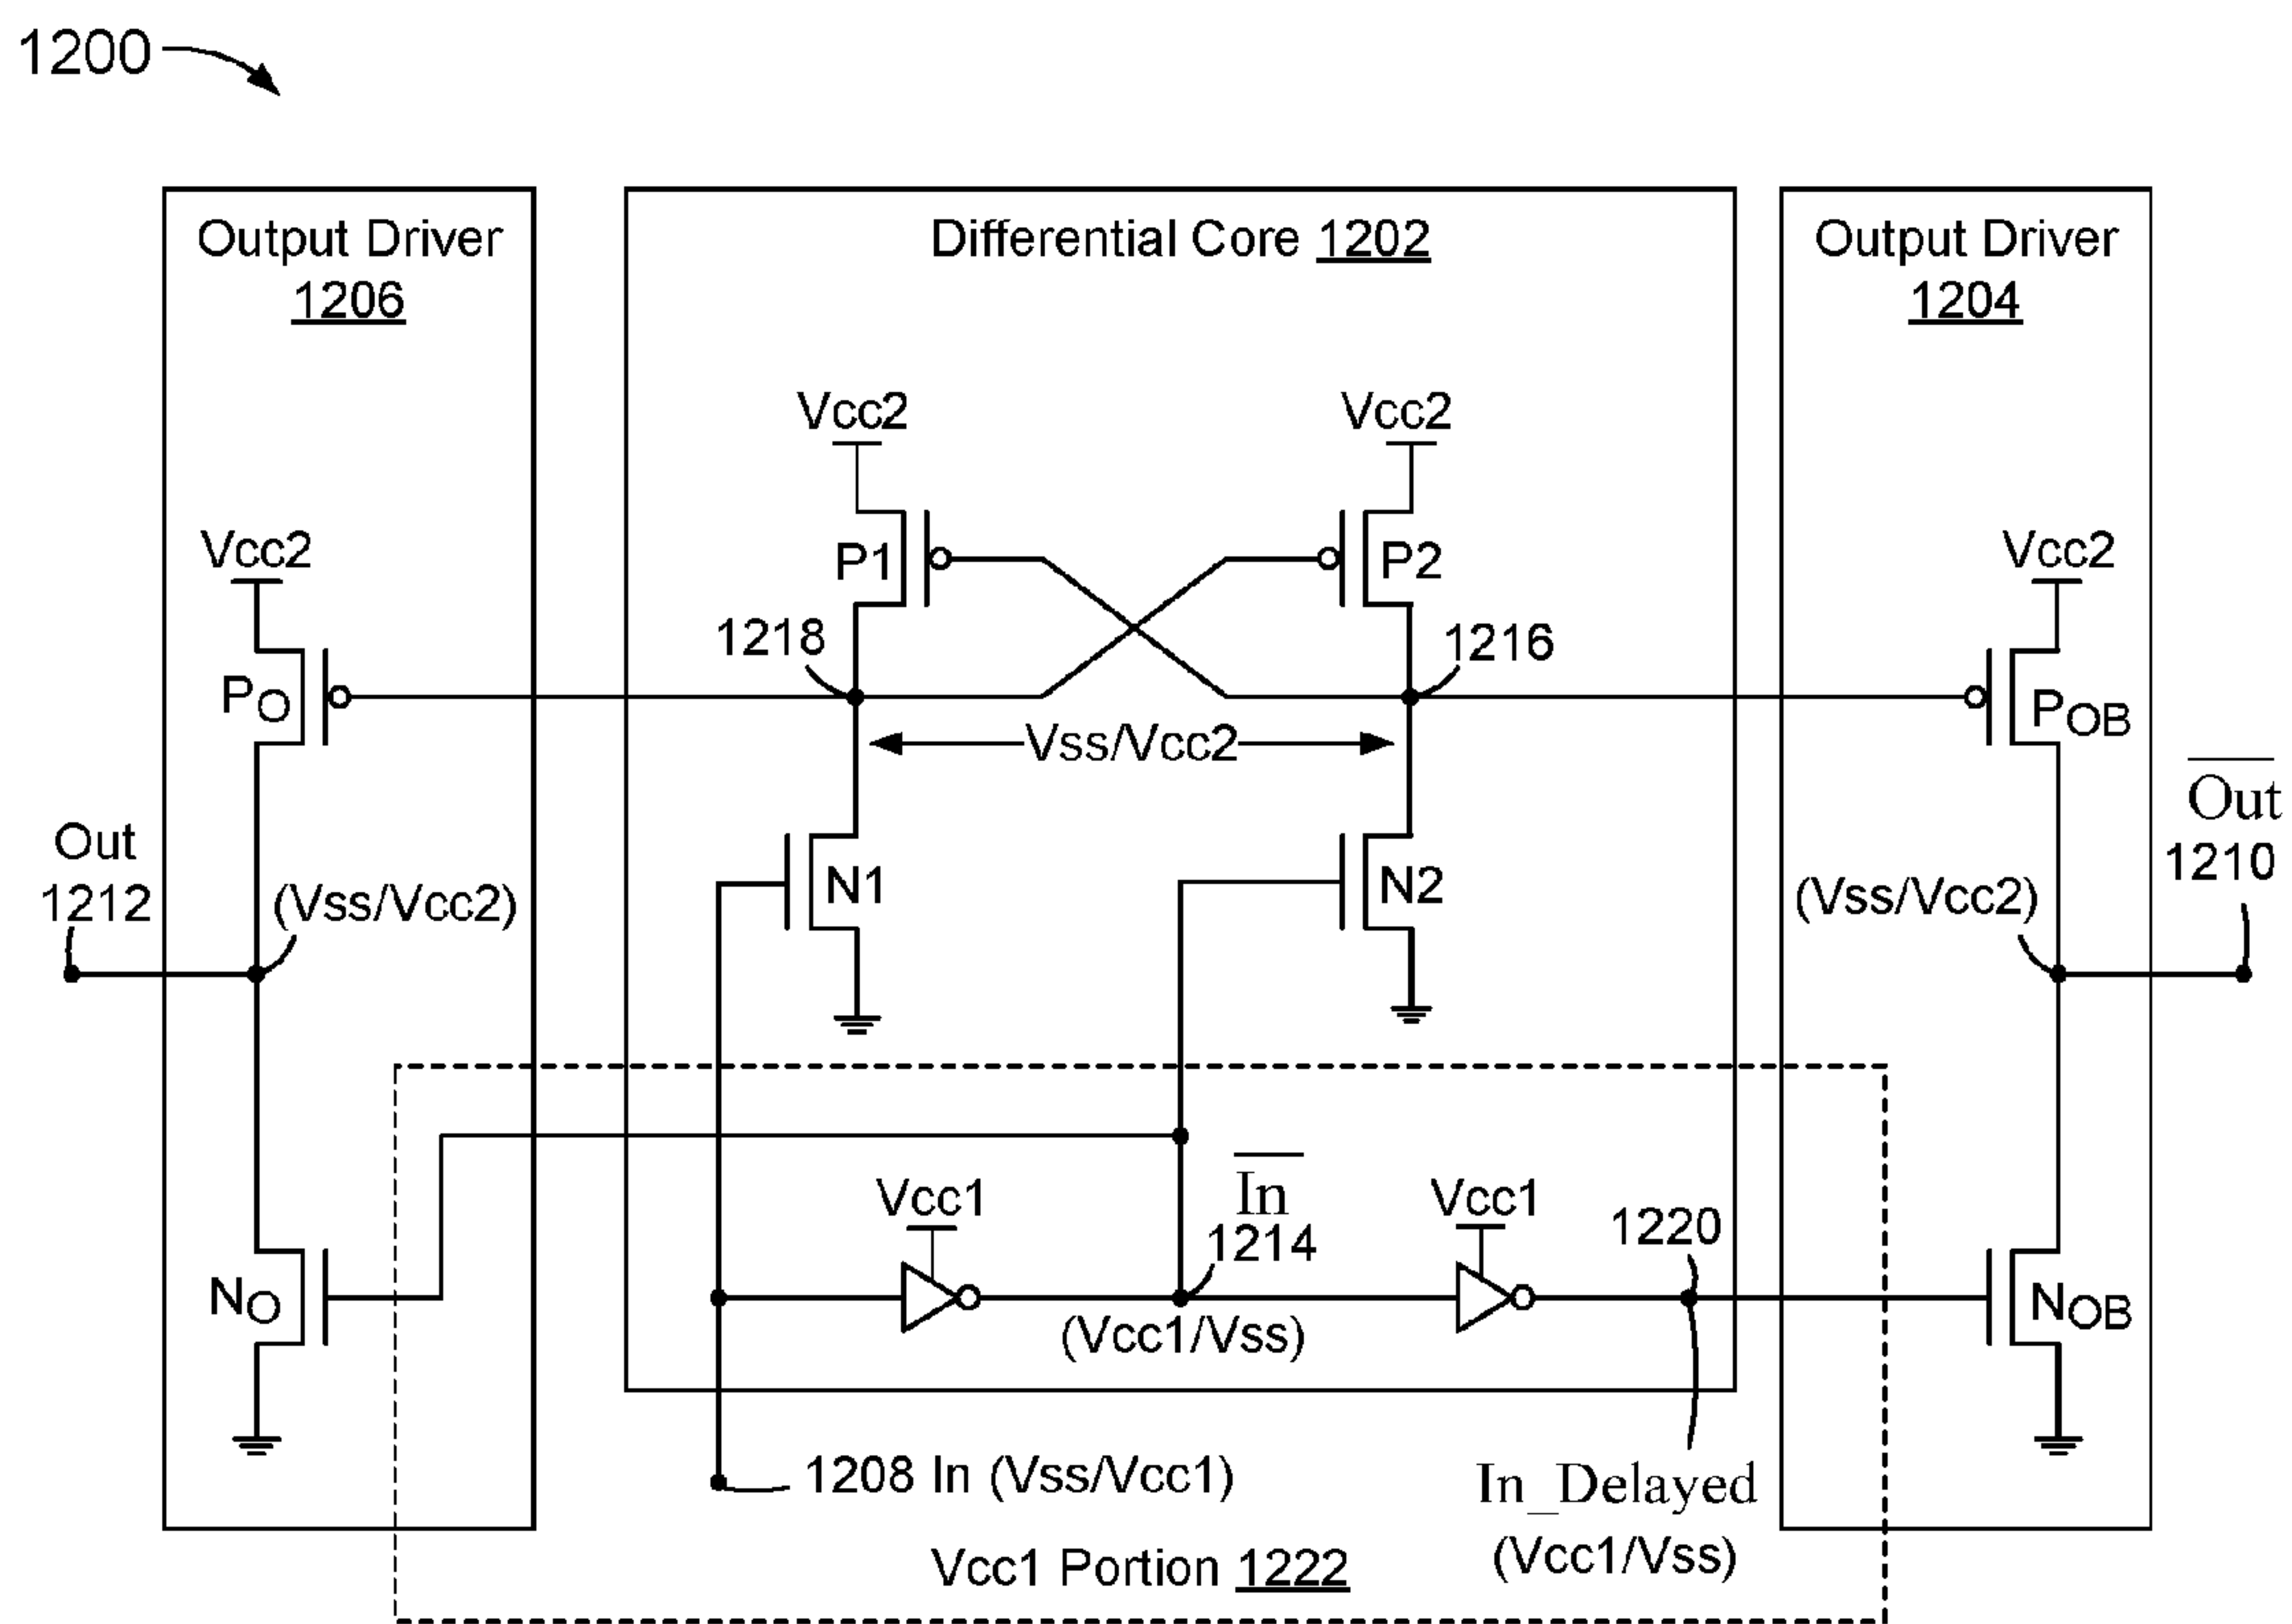 1200
Output Driver
1206
Differential Core 1202
Output Driver
1204
Vcc2
Vcc2
Vcc2
Vcc2
P1
P2
1218
1216
PO
POB
Vss/Vcc2
Out
1212
(Vss/Vcc2)
N1
N2
(Vss/Vcc2)
Out
1210
Vcc1
In
1214
Vcc1
1220
NO
(Vcc1/Vss)
NOB
1208 In (Vss/Vcc1)
In_Delayed
(Vcc1/Vss)
Vcc1 Portion 1222